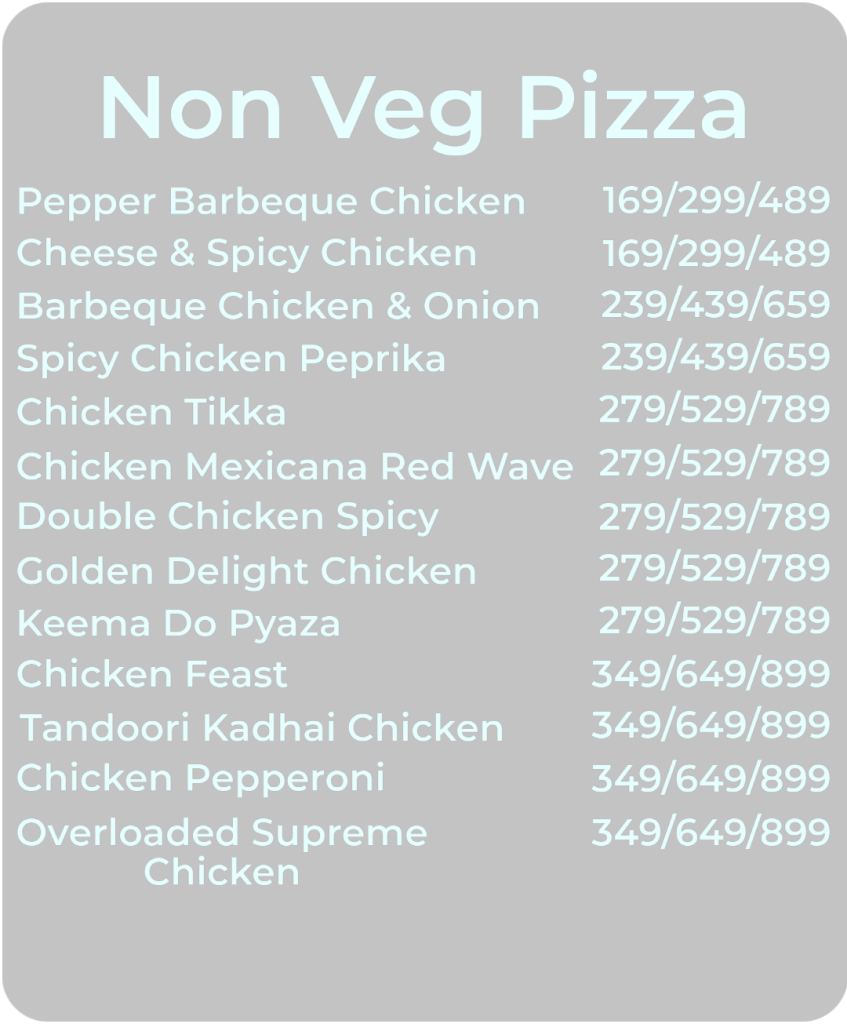 Non Veg Pizza
Pepper Barbeque Chicken 169/299/489
Cheese & Spicy Chicken 169/299/489
Barbeque Chicken & Onion 239/439/659
Spicy Chicken Peprika 239/439/659
Chicken Tikka 279/529/789
Chicken Mexicana Red Wave 279/529/789
Double Chicken Spicy 279/529/789
Golden Delight Chicken 279/529/789
Keema Do Pyaza 279/529/789
Chicken Feast 349/649/899
Tandoori Kadhai Chicken 349/649/899
Chicken Pepperoni 349/649/899
Overloaded Supreme 349/649/899
Chicken